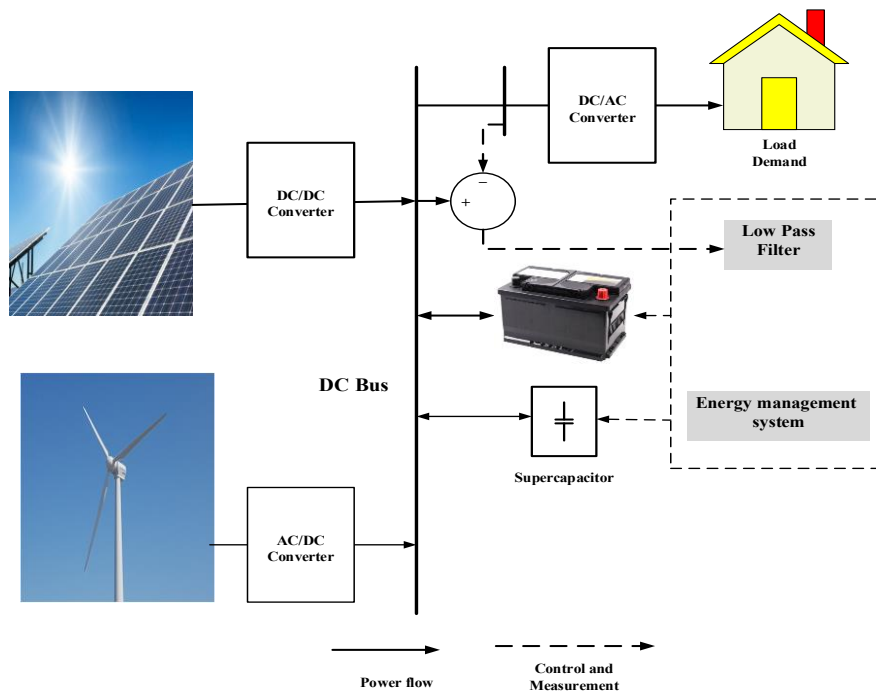 DC/AC
Converter
Load
Demand
DC/DC
Converter
−
+
Low Pass
Filter
DC Bus
Energy management
system
Supercapacitor
AC/DC
Converter
Power flow
Control and
Measurement